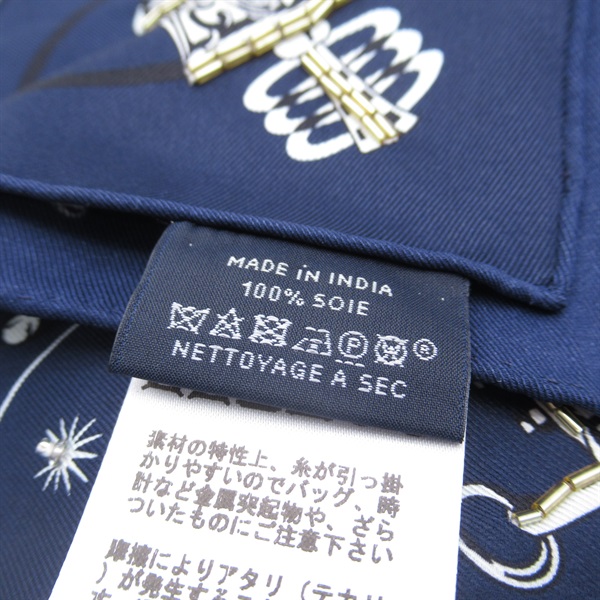 MADE in INDIA
100% SOIE
P ®
NETTOYAGE A SEC
素材の特性上、糸が引っ掛
かりやすいのでバッグ、時
計など金属突起物や、ざら
ついたものにご注意下さい
摩擦によりアタリ（テカリ
）が発生す